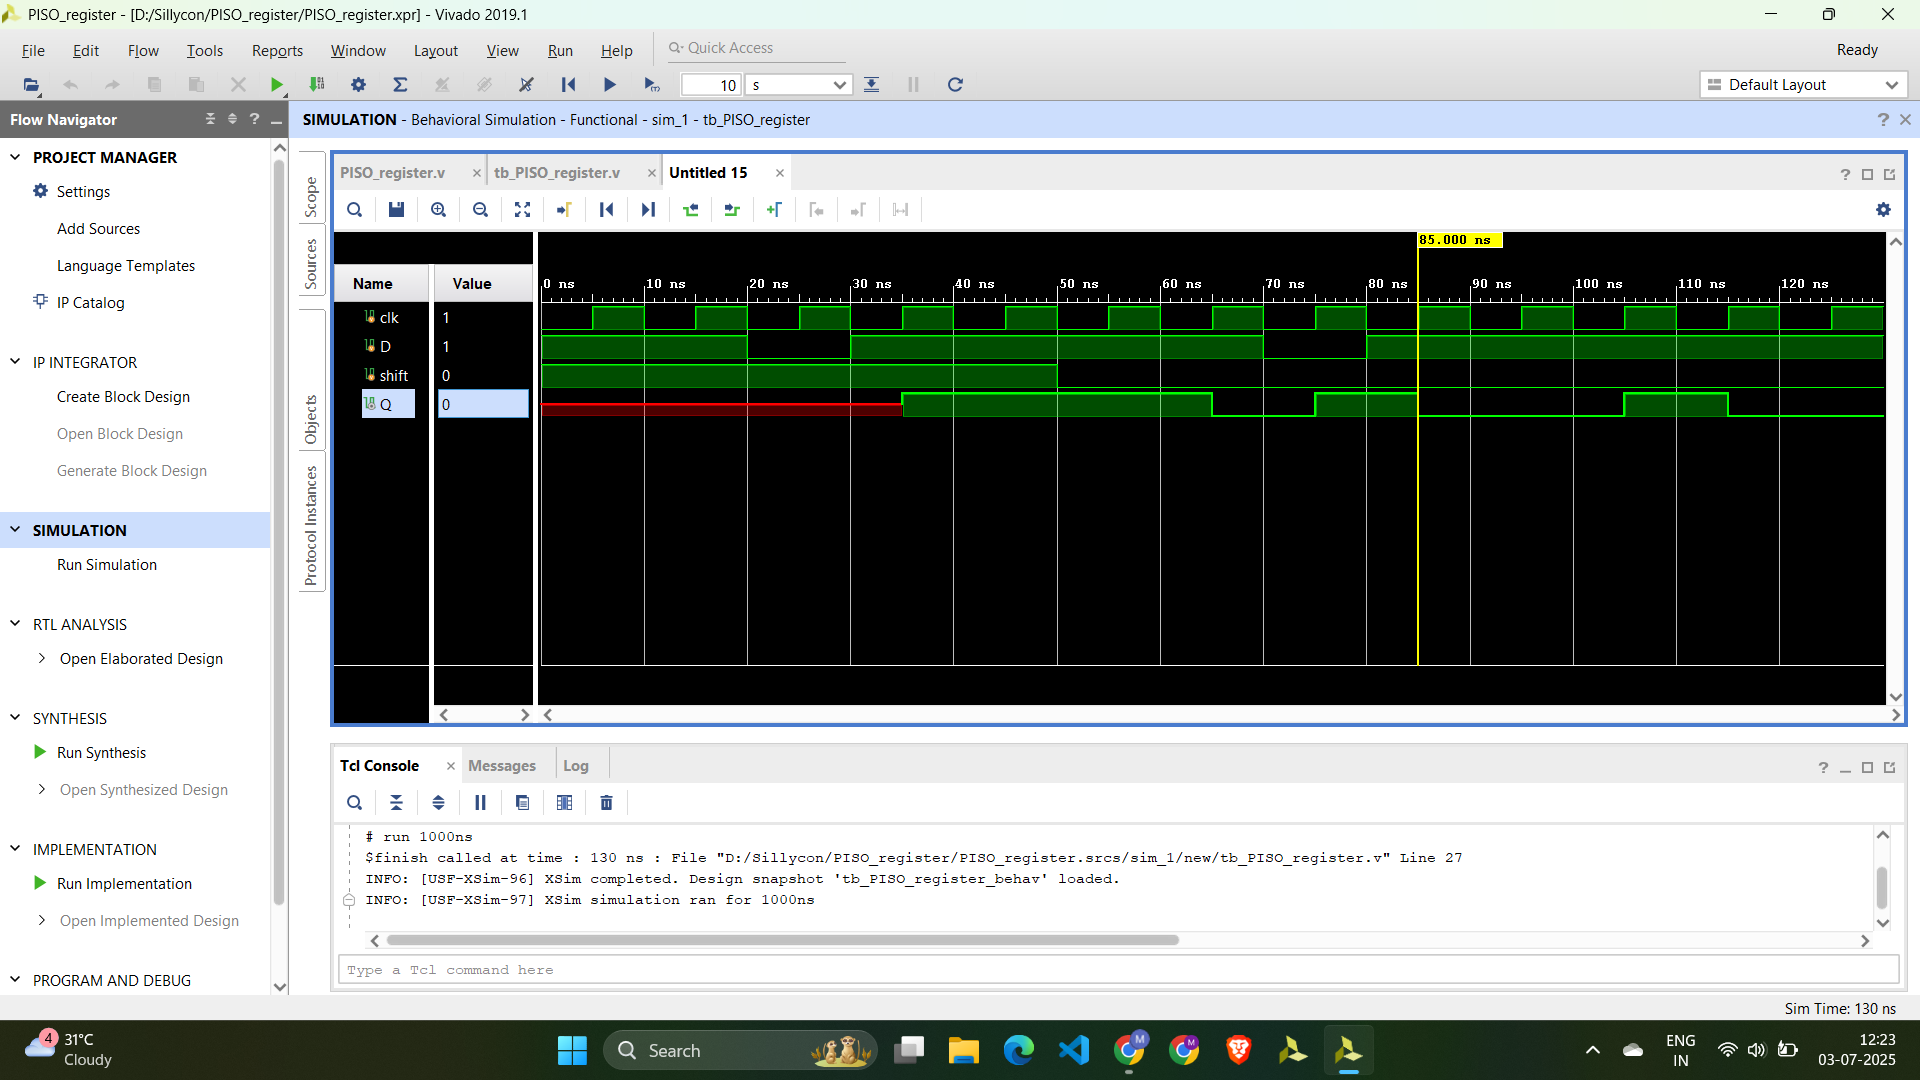 PISO_register - [D:/Sillycon/PISO_register/PISO_register.xpr] - Vivado 2019.1
File Edit Flow Tools Reports Window Layout View Run Help Quick Access Ready
10 s Default Layout
Flow Navigator
PROJECT MANAGER
Settings
Add Sources
Language Templates
IP Catalog
IP INTEGRATOR
Create Block Design
Open Block Design
Generate Block Design
SIMULATION
Run Simulation
RTL ANALYSIS
Open Elaborated Design
SYNTHESIS
Run Synthesis
Open Synthesized Design
IMPLEMENTATION
Run Implementation
Open Implemented Design
PROGRAM AND DEBUG
SIMULATION - Behavioral Simulation - Functional - sim_1 - tb_PISO_register
Scope
Sources
Objects
Protocol Instances
PISO_register.v tb_PISO_register.v Untitled 15
85.000 ns
Name Value 0 ns 10 ns 20 ns 30 ns 40 ns 50 ns 60 ns 70 ns 80 ns 90 ns 100 ns 110 ns 120 ns
clk 1
D 1
shift 0
Q 0
Tcl Console Messages Log
# run 1000ns
$finish called at time : 130 ns : File "D:/Sillycon/PISO_register/PISO_register.srcs/sim_1/new/tb_PISO_register.v" Line 27
INFO: [USF-XSim-96] XSim completed. Design snapshot 'tb_PISO_register_behav' loaded.
INFO: [USF-XSim-97] XSim simulation ran for 1000ns
Type a Tcl command here
Sim Time: 130 ns
4 31°C
Cloudy
Search
M
M
ENG
IN
12:23
03-07-2025